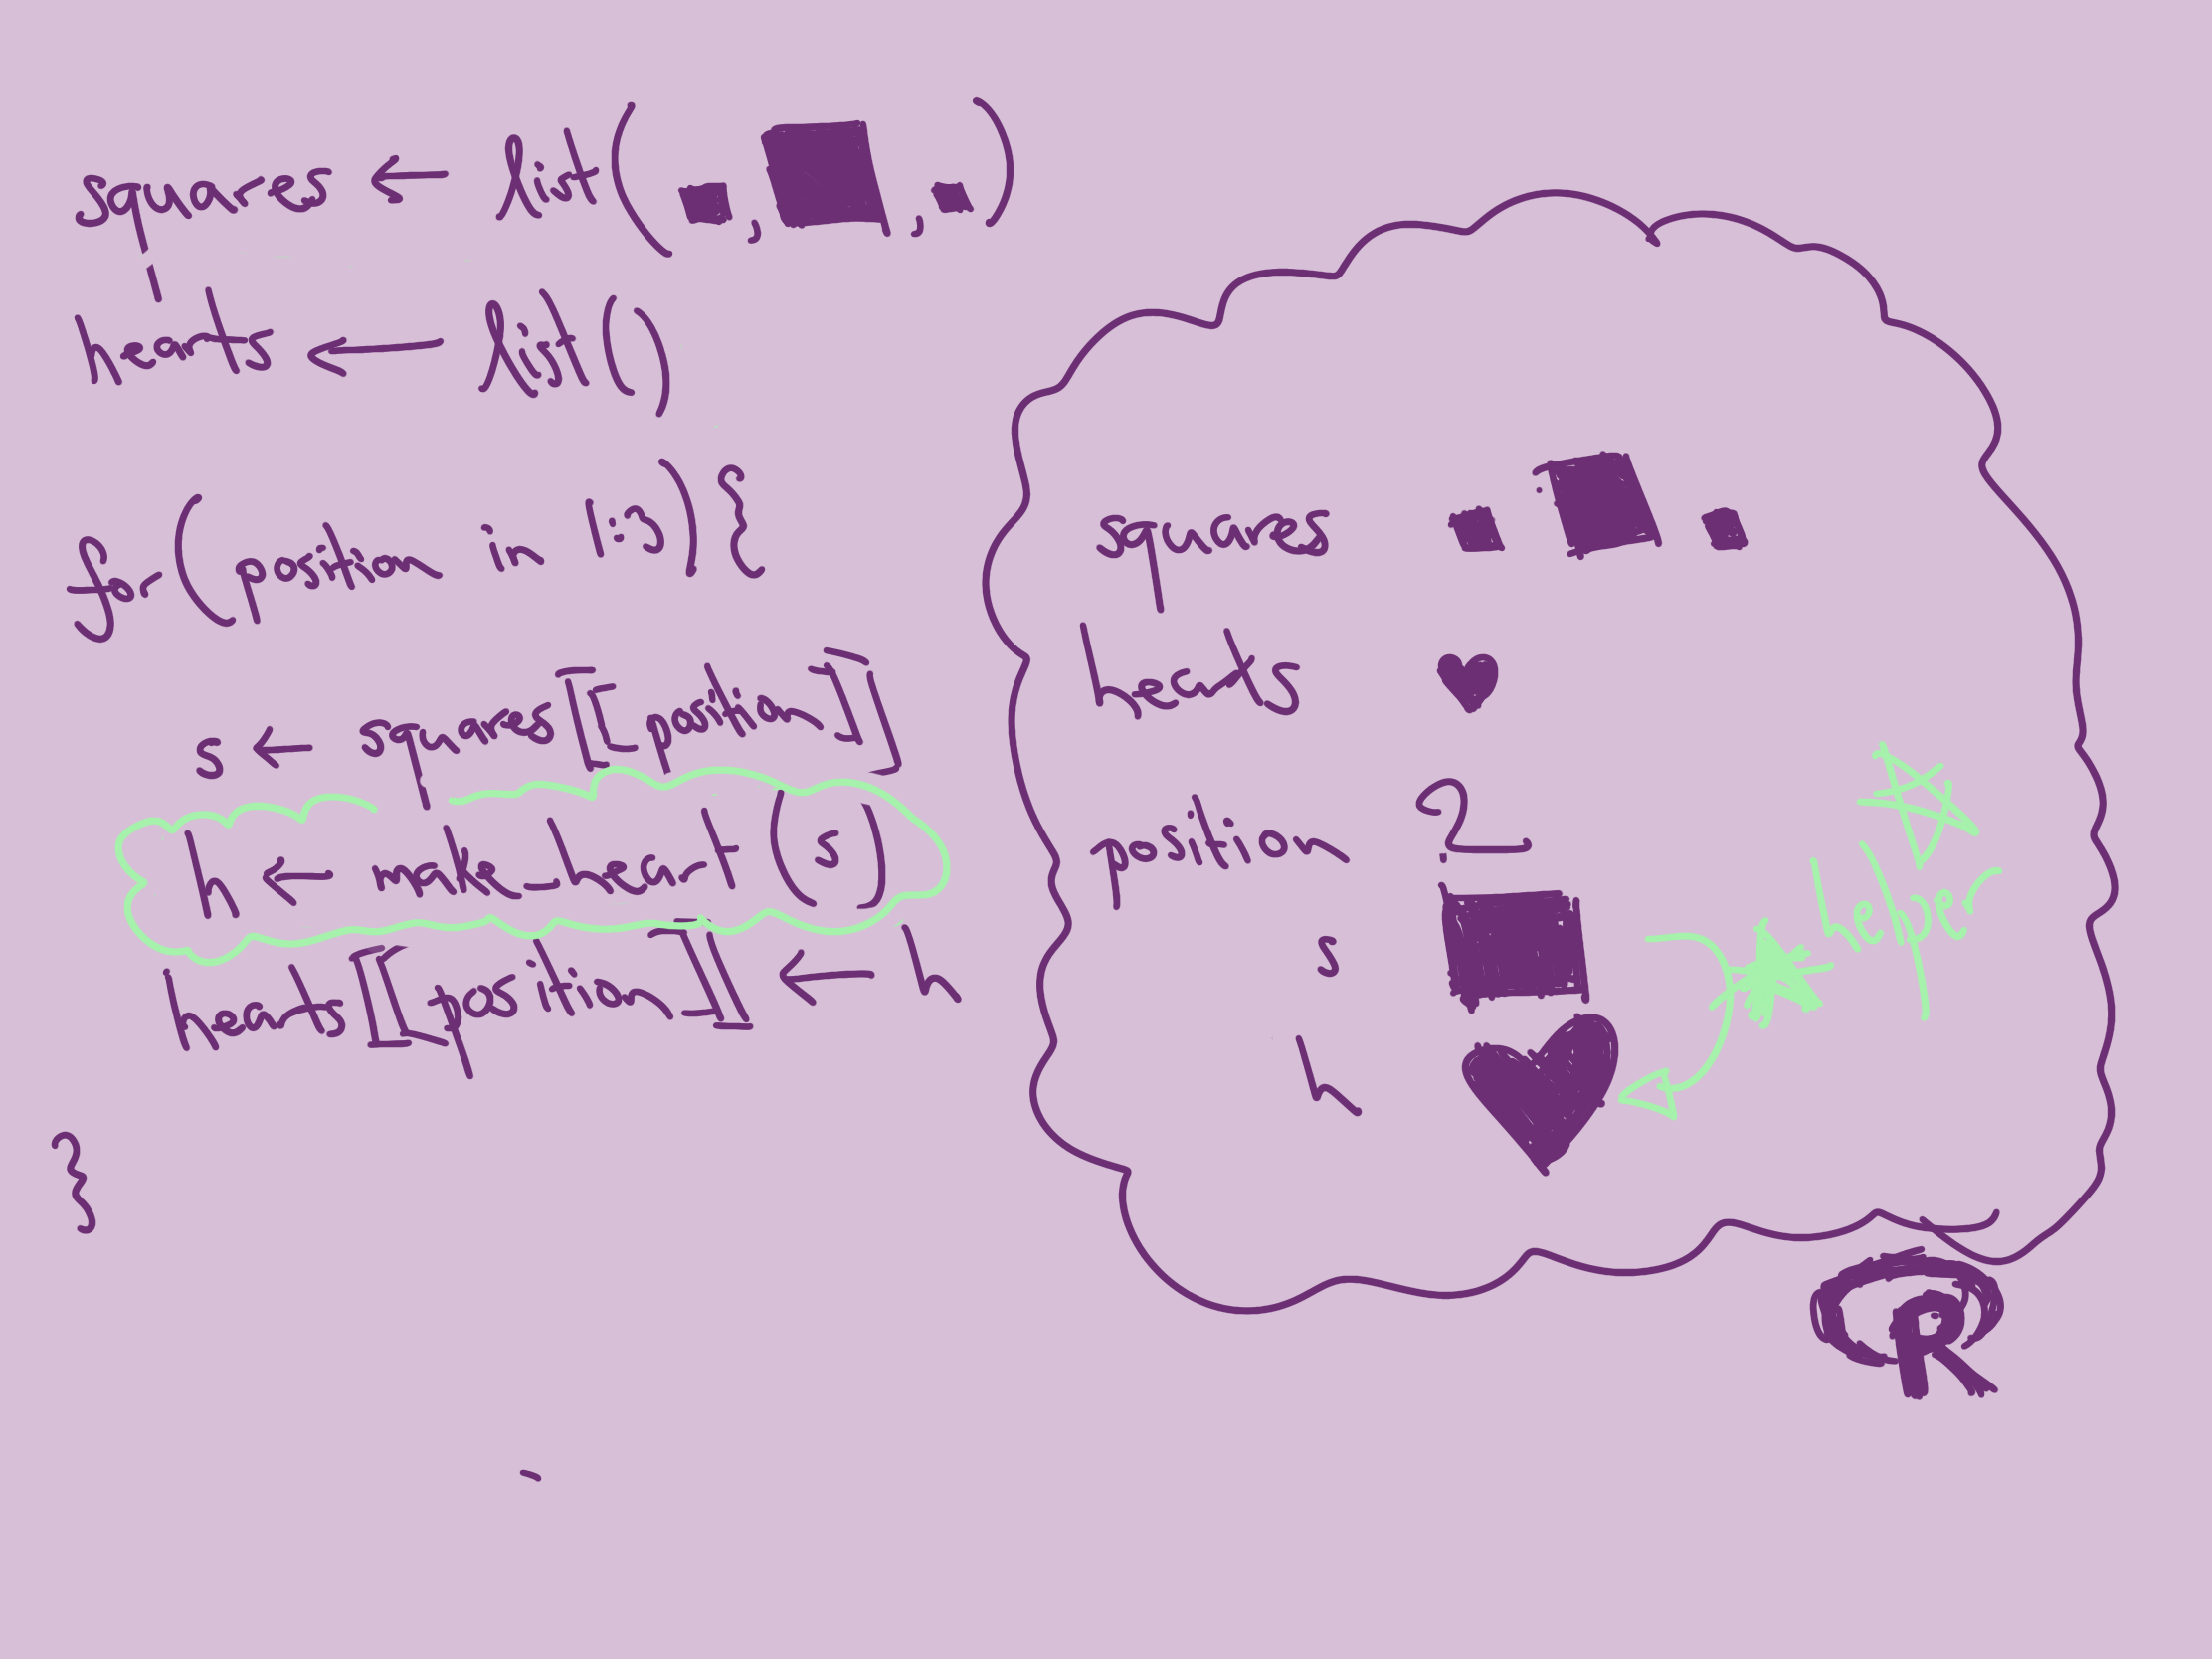 squares ← list( , , )
hearts ← list()
for (position in 1:3) {
s ← squares[[position]]
h ← make_heart (s)
hearts[[position]] ← h
}
squares
hearts
position 2
s
h
helper
R